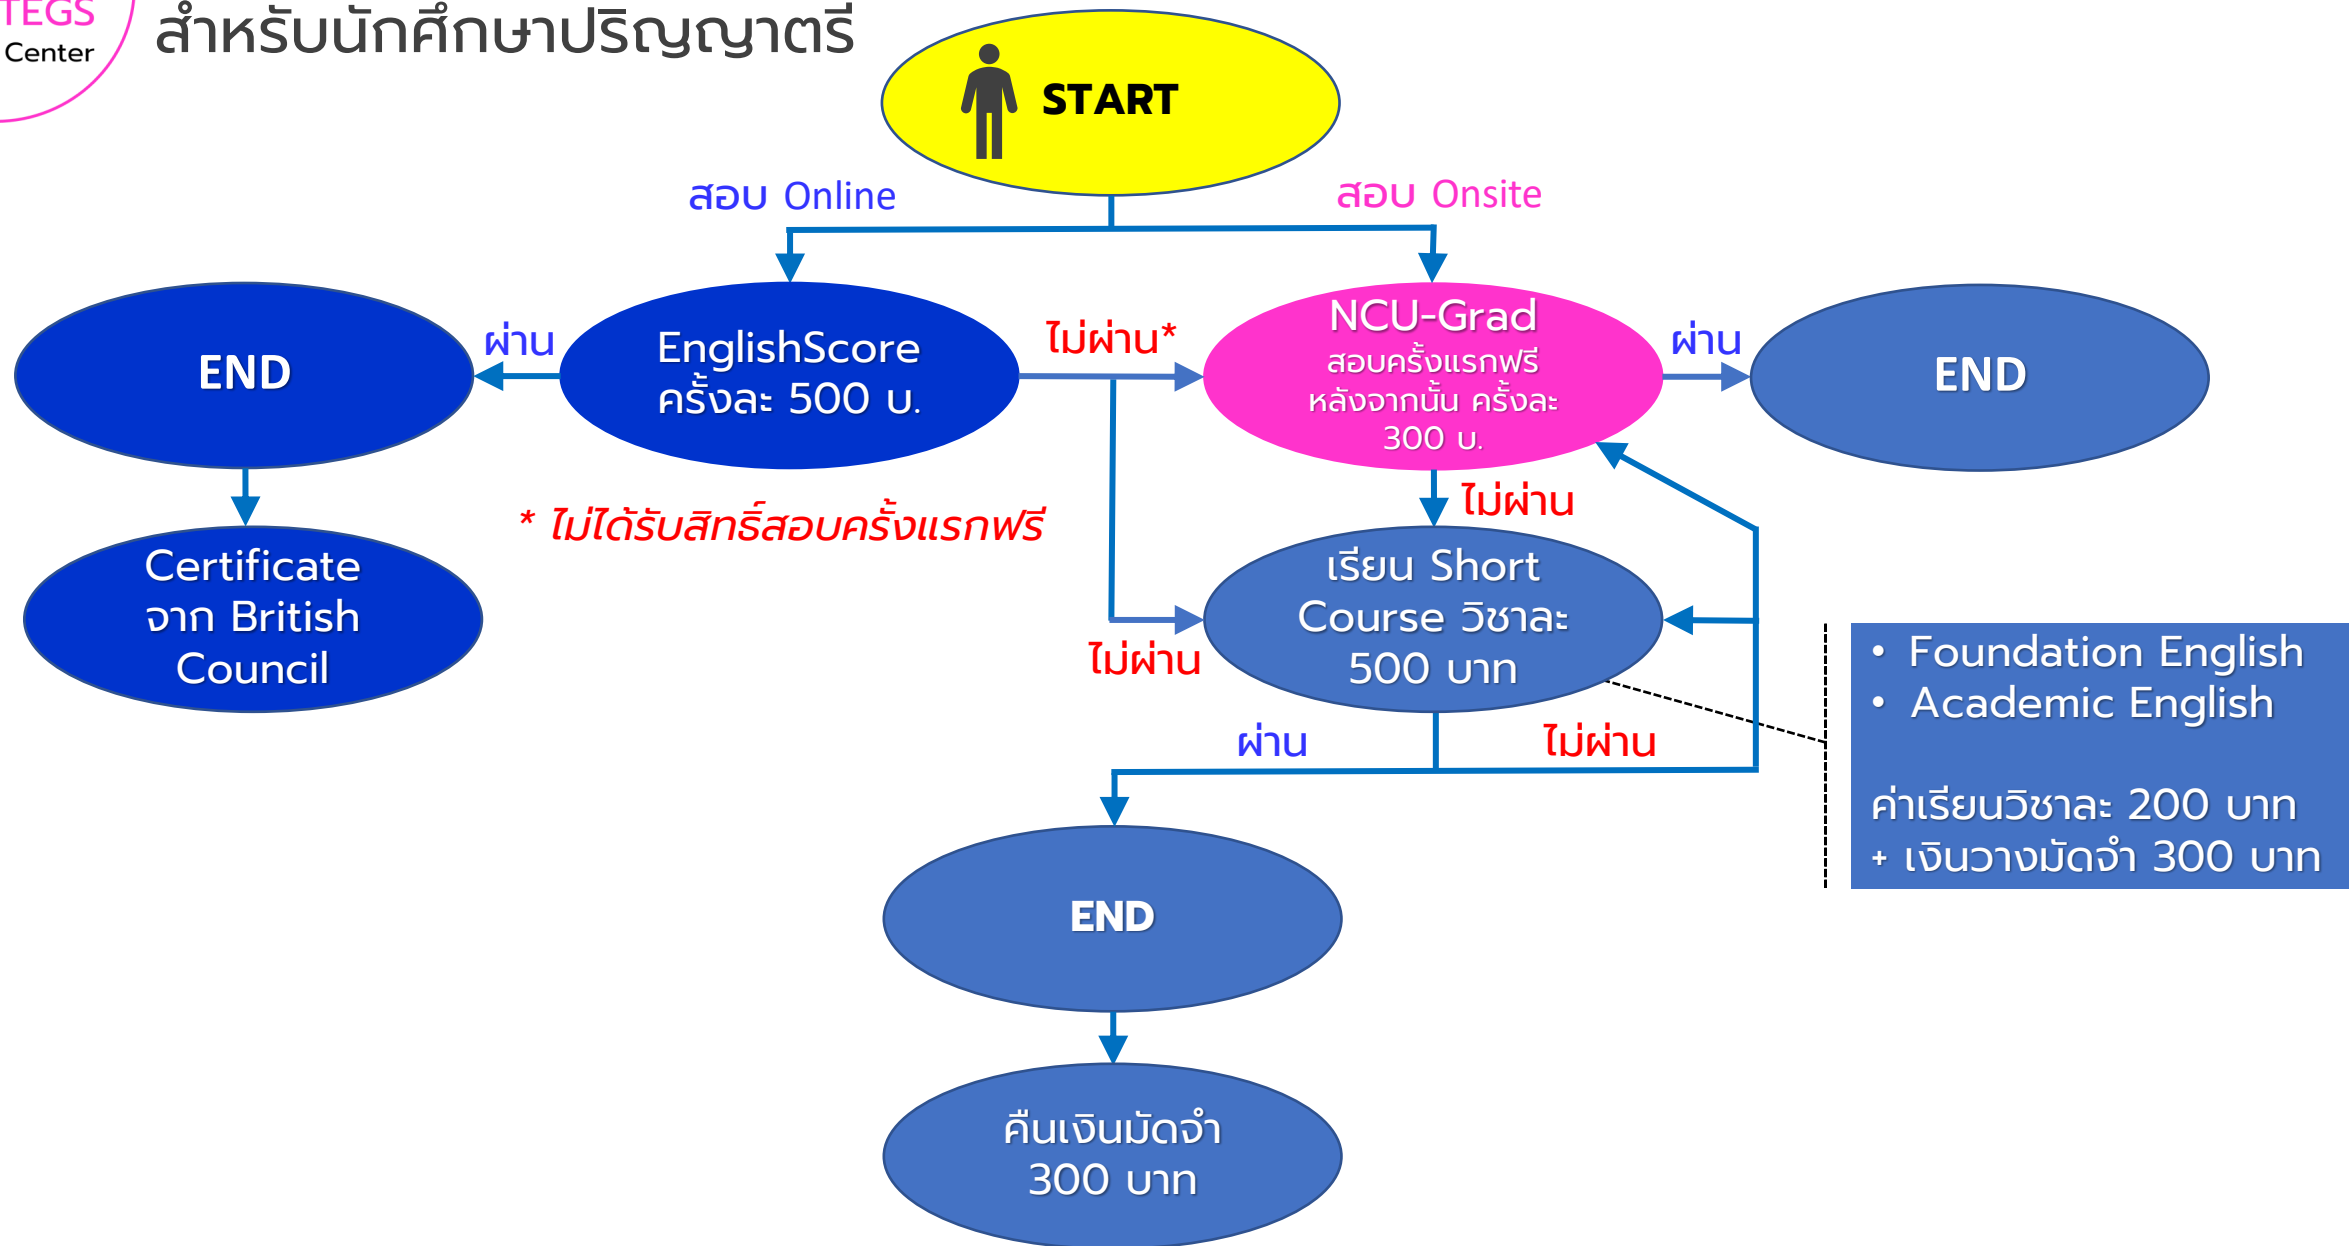 TEGS
Center
สำหรับนักศึกษาปริญญาตรี
START
สอบ Online
สอบ Onsite
END
ผ่าน
EnglishScore
ครั้งละ 500 บ.
ไม่ผ่าน*
NCU-Grad
สอบครั้งแรกฟรี
หลังจากนั้น ครั้งละ
300 บ.
ผ่าน
END
* ไม่ได้รับสิทธิ์สอบครั้งแรกฟรี
ไม่ผ่าน
Certificate
จาก British
Council
เรียน Short
Course วิชาละ
500 บาท
ไม่ผ่าน
• Foundation English
• Academic English
ค่าเรียนวิชาละ 200 บาท
+ เงินวางมัดจำ 300 บาท
ผ่าน
ไม่ผ่าน
END
คืนเงินมัดจำ
300 บาท